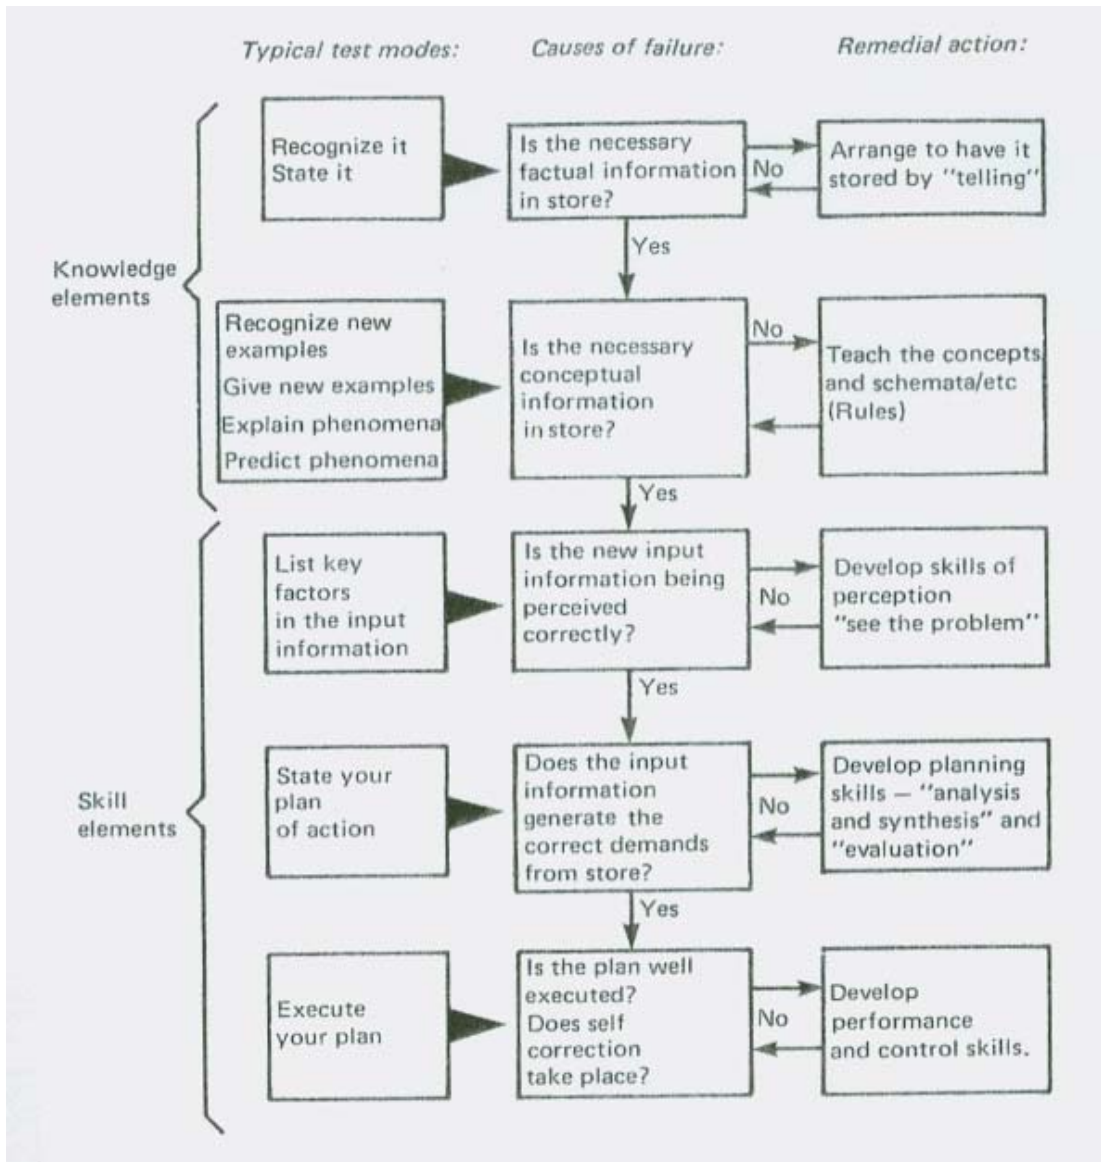 Typical test modes:
Causes of failure:
Remedial action:
Knowledge
elements
Recognize it
State it
Is the necessary
factual information
in store?
No
Arrange to have it
stored by "telling"
Yes
Recognize new
examples
Give new examples
Explain phenomena
Predict phenomena
Is the necessary
conceptual
information
in store?
No
Teach the concepts
and schemata/etc
(Rules)
Yes
Skill
elements
List key
factors
in the input
information
Is the new input
information being
perceived
correctly?
No
Develop skills of
perception
"see the problem"
Yes
State your
plan
of action
Does the input
information
generate the
correct demands
from store?
No
Develop planning
skills — "analysis
and synthesis" and
"evaluation"
Yes
Execute
your plan
Is the plan well
executed?
Does self
correction
take place?
No
Develop
performance
and control skills.